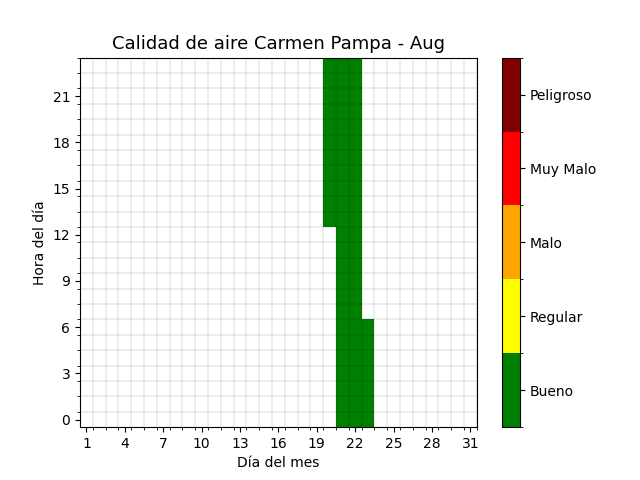 Calidad de aire Carmen Pampa - Aug
Hora del día
21
18
15
12
9
6
3
0
1 4 7 10 13 16 19 22 25 28 31
Día del mes
Peligroso
Muy Malo
Malo
Regular
Bueno